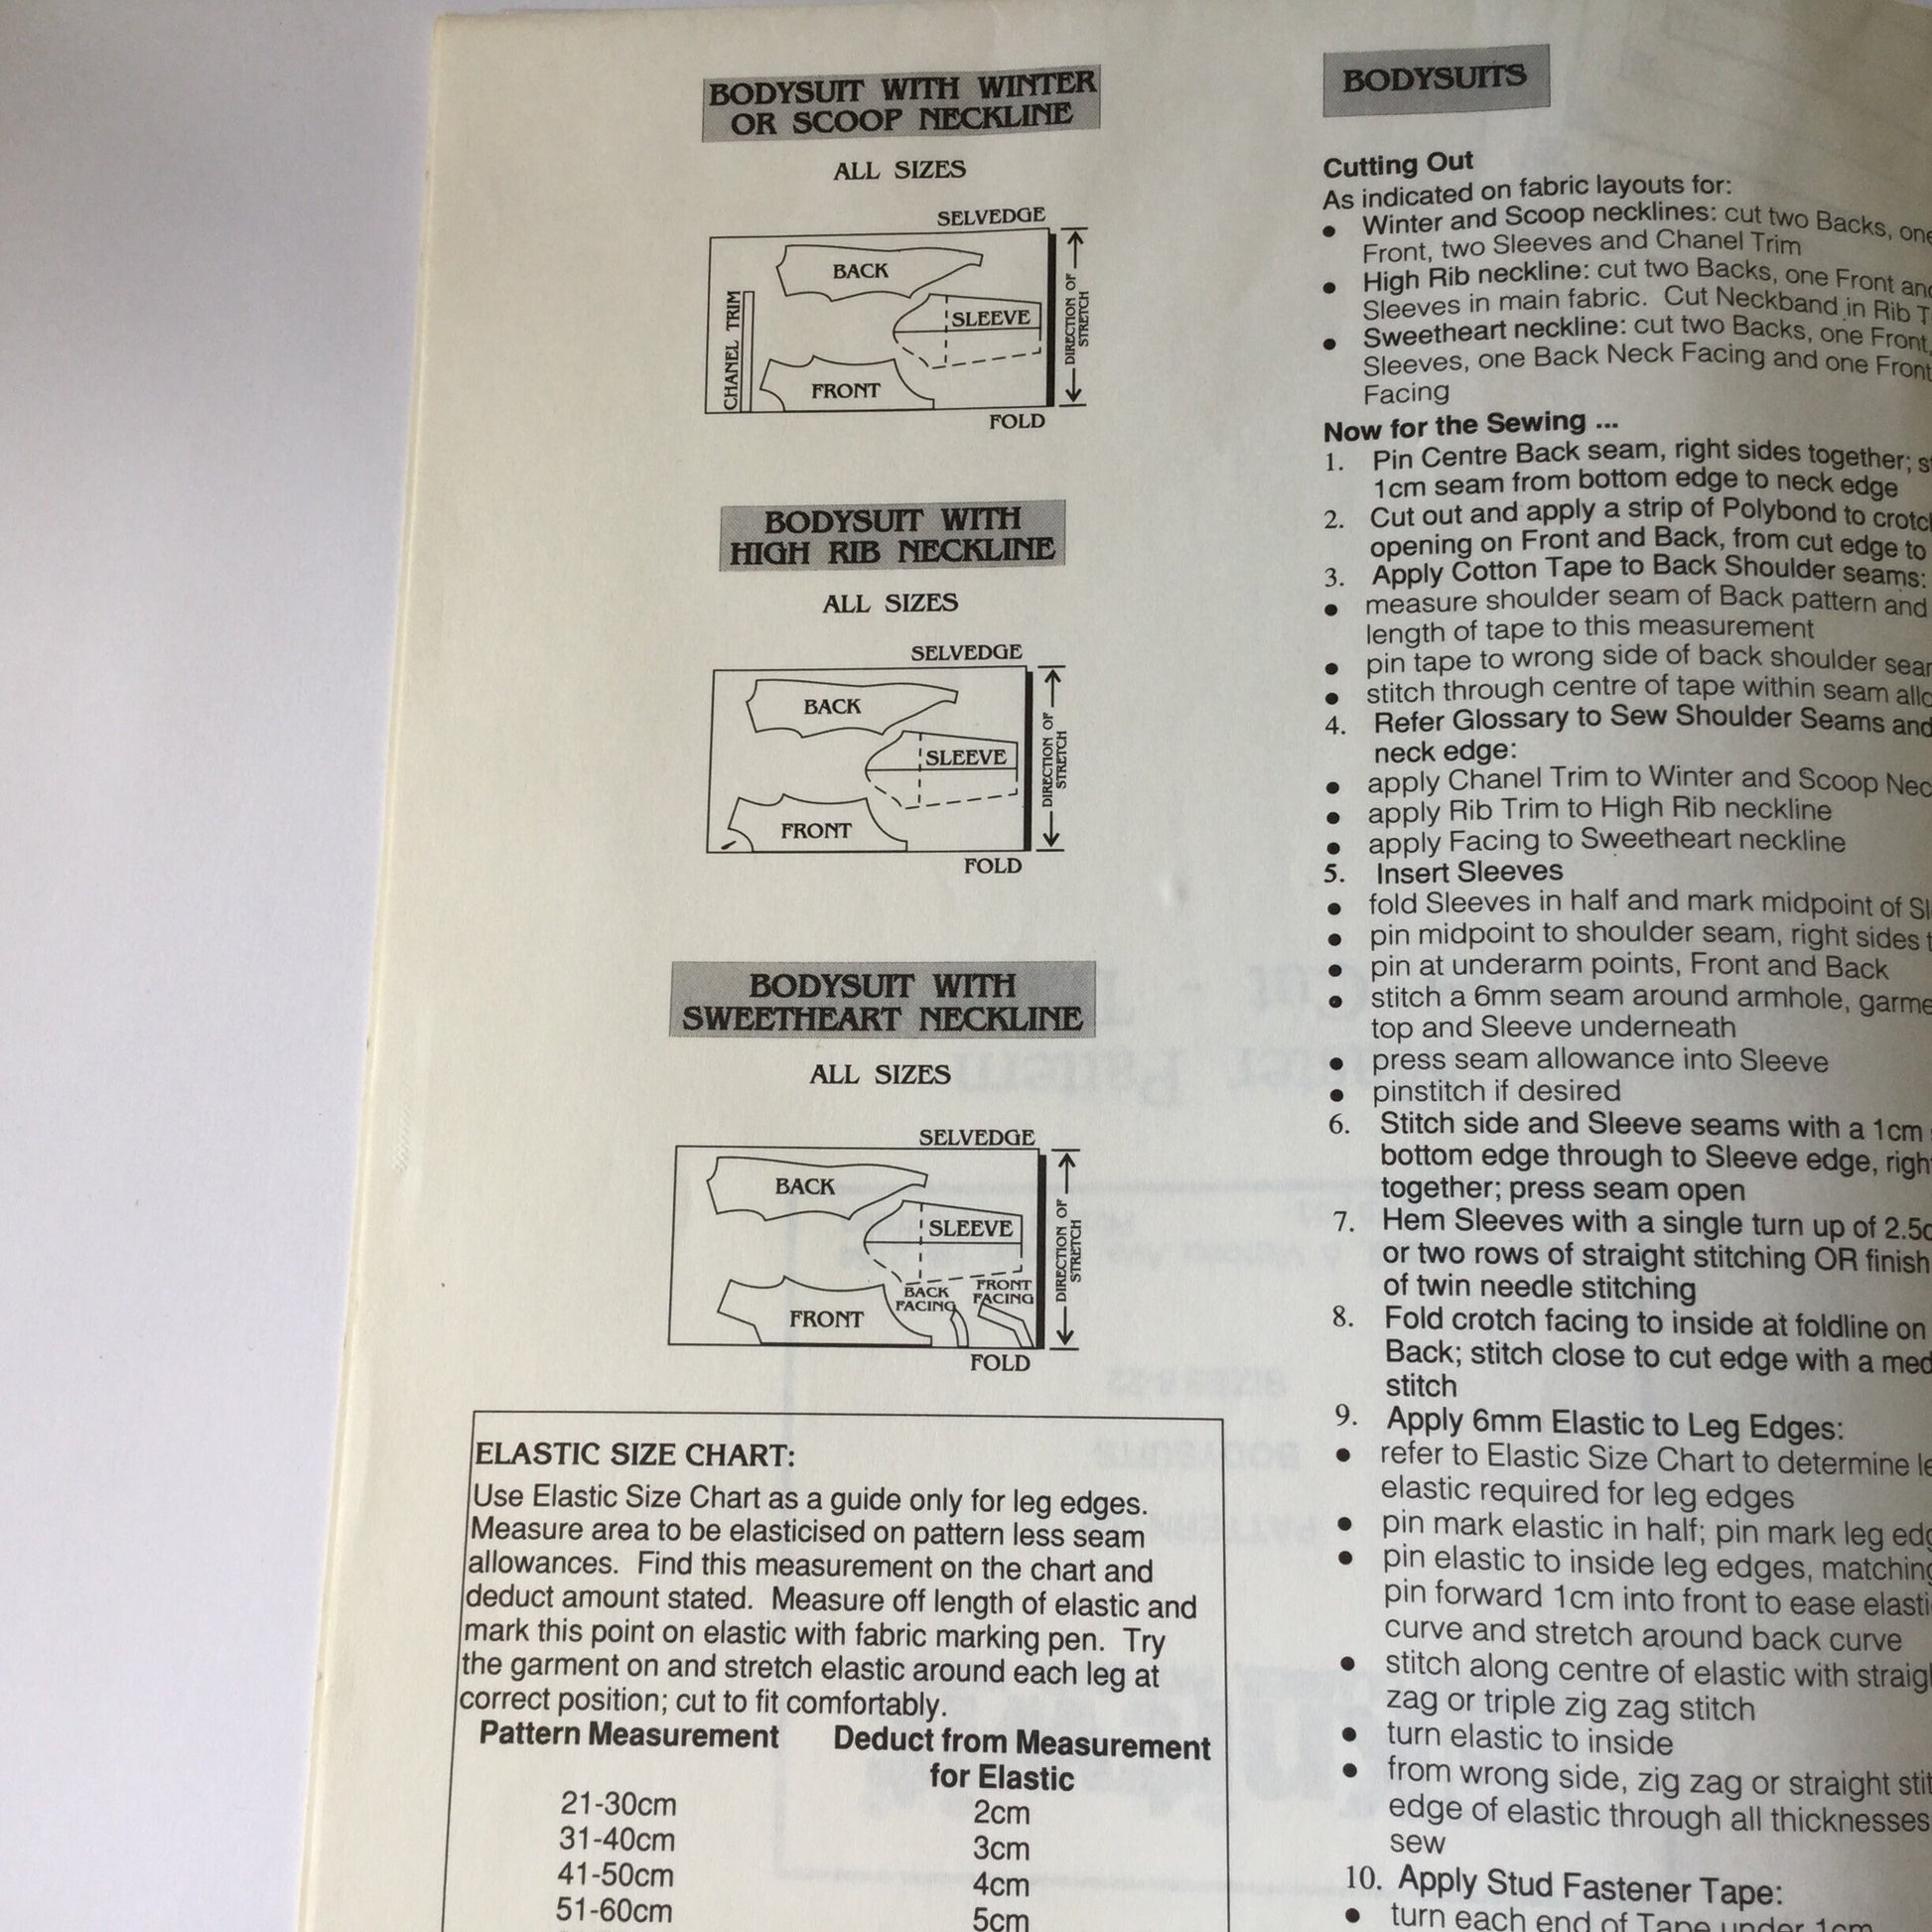 BODYSUIT WITH WINTER
OR SCOOP NECKLINE
ALL SIZES
SELVEDGE
BACK
SLEEVE
CHANEL TRIM
FRONT
DIRECTION OF
STRETCH
FOLD
BODYSUIT WITH
HIGH RIB NECKLINE
ALL SIZES
SELVEDGE
BACK
SLEEVE
FRONT
DIRECTION OF
STRETCH
FOLD
BODYSUIT WITH
SWEETHEART NECKLINE
ALL SIZES
SELVEDGE
BACK
SLEEVE
FRONT
BACK
FACING
FRONT
FACING
DIRECTION OF
STRETCH
FOLD
ELASTIC SIZE CHART:
Use Elastic Size Chart as a guide only for leg edges.
Measure area to be elasticised on pattern less seam
allowances. Find this measurement on the chart and
deduct amount stated. Measure off length of elastic and
mark this point on elastic with fabric marking pen. Try
the garment on and stretch elastic around each leg at
correct position; cut to fit comfortably.
Pattern Measurement Deduct from Measurement
for Elastic
21-30cm 2cm
31-40cm 3cm
41-50cm 4cm
51-60cm 5cm
BODYSUITS
Cutting Out
As indicated on fabric layouts for:
• Winter and Scoop necklines: cut two Backs, one
Front, two Sleeves and Chanel Trim
• High Rib neckline: cut two Backs, one Front and
Sleeves in main fabric. Cut Neckband in Rib T
• Sweetheart neckline: cut two Backs, one Front,
Sleeves, one Back Neck Facing and one Front
Facing
Now for the Sewing ...
1. Pin Centre Back seam, right sides together; s
1cm seam from bottom edge to neck edge
2. Cut out and apply a strip of Polybond to crotch
opening on Front and Back, from cut edge to
3. Apply Cotton Tape to Back Shoulder seams:
• measure shoulder seam of Back pattern and
length of tape to this measurement
• pin tape to wrong side of back shoulder seam
• stitch through centre of tape within seam allo
4. Refer Glossary to Sew Shoulder Seams and
neck edge:
• apply Chanel Trim to Winter and Scoop Nec
• apply Rib Trim to High Rib neckline
• apply Facing to Sweetheart neckline
5. Insert Sleeves
• fold Sleeves in half and mark midpoint of Sl
• pin midpoint to shoulder seam, right sides t
• pin at underarm points, Front and Back
• stitch a 6mm seam around armhole, garme
top and Sleeve underneath
• press seam allowance into Sleeve
• pinstitch if desired
6. Stitch side and Sleeve seams with a 1cm
bottom edge through to Sleeve edge, right
together; press seam open
7. Hem Sleeves with a single turn up of 2.5c
or two rows of straight stitching OR finish
of twin needle stitching
8. Fold crotch facing to inside at foldline on
Back; stitch close to cut edge with a med
stitch
9. Apply 6mm Elastic to Leg Edges:
• refer to Elastic Size Chart to determine le
elastic required for leg edges
• pin mark elastic in half; pin mark leg edg
• pin elastic to inside leg edges, matching
pin forward 1cm into front to ease elasti
curve and stretch around back curve
• stitch along centre of elastic with straigh
zag or triple zig zag stitch
• turn elastic to inside
• from wrong side, zig zag or straight stit
edge of elastic through all thicknesses
sew
10. Apply Stud Fastener Tape:
• turn each end of Tape under 1cm